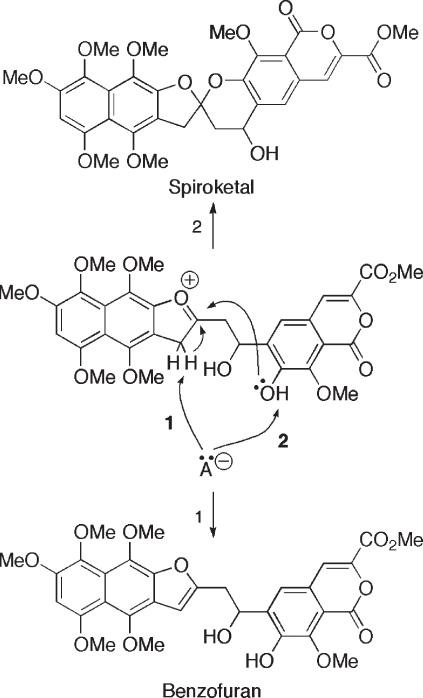 OMe OMe O OMe
MeO MeO O OMe
O O O
OMe OMe OH
Spiroketal
2
OMe OMe ⊕ CO2Me
MeO O O
H H HO O
OMe OMe OH OMe
1 2
A ⊖
1
OMe OMe CO2Me
MeO O O
HO O
OMe OMe HO OMe
Benzofuran